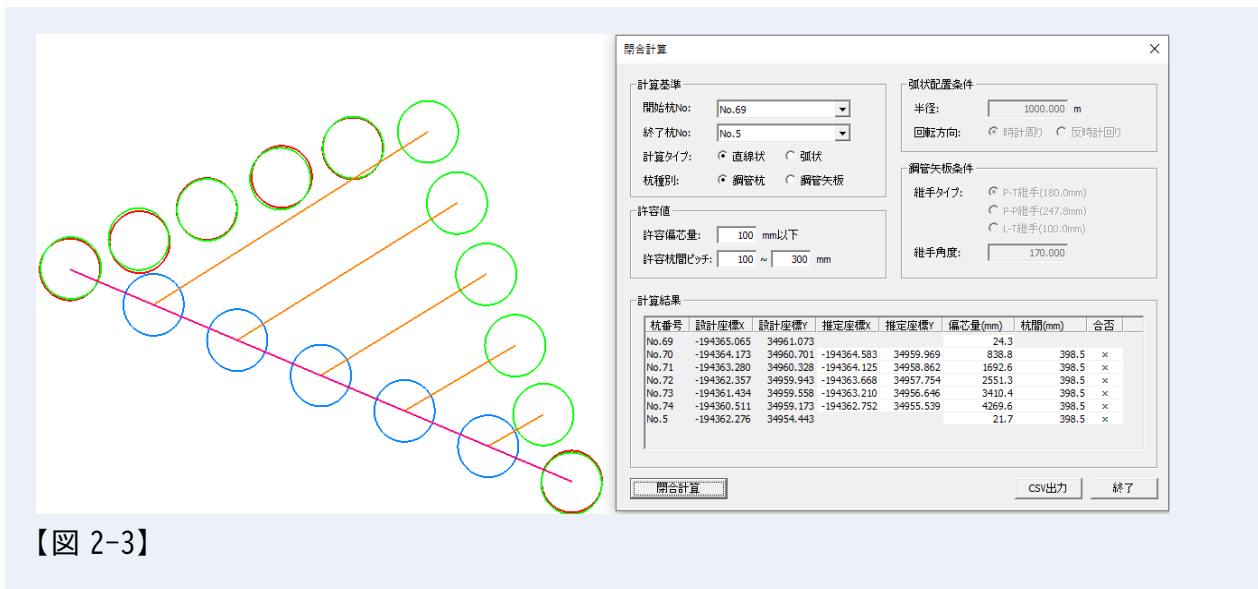 閉合計算
計算基準
開始杭No: No.69
終了杭No: No.5
計算タイプ: 直線状 弧状
杭種別: 鋼管杭 鋼管矢板
許容値
許容偏芯量: 100 mm以下
許容杭間ピッチ: 100 ~ 300 mm
弧状配置条件
半径: 1000.000 m
回転方向: 時計周り 反時計回り
鋼管矢板条件
継手タイプ: P-T継手(180.0mm)
P-P継手(247.8mm)
L-T継手(100.0mm)
継手角度: 170.000
計算結果
杭番号 設計座標X 設計座標Y 推定座標X 推定座標Y 偏芯量(mm) 杭間(mm) 合否
No.69 -194365.065 34961.073 24.3
No.70 -194364.173 34960.701 -194364.583 34959.969 838.8 398.5 ×
No.71 -194363.280 34960.328 -194364.125 34958.862 1692.6 398.5 ×
No.72 -194362.357 34959.943 -194363.668 34957.754 2551.3 398.5 ×
No.73 -194361.434 34959.558 -194363.210 34956.646 3410.4 398.5 ×
No.74 -194360.511 34959.173 -194362.752 34955.539 4269.6 398.5 ×
No.5 -194362.276 34954.443 21.7 398.5 ×
閉合計算 CSV出力 終了
【図 2-3】